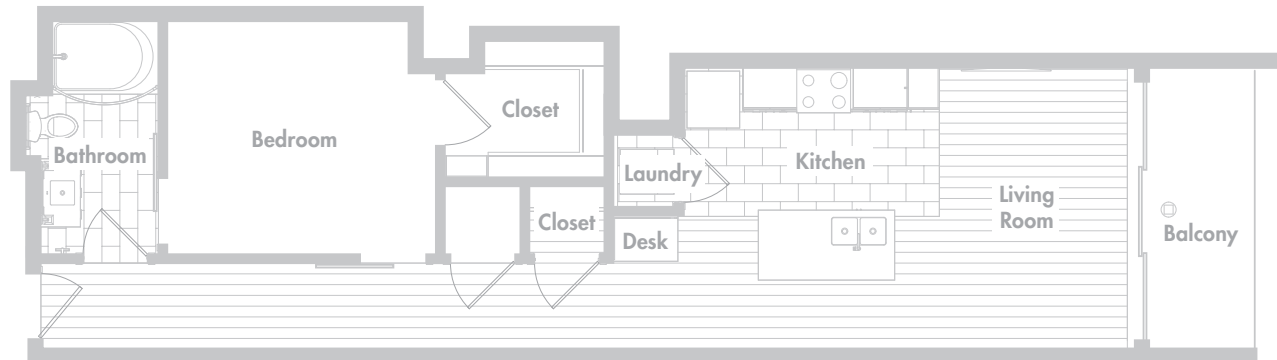 Closet
Bedroom
Bathroom
Laundry
Kitchen
Living
Room
Closet
Desk
Balcony